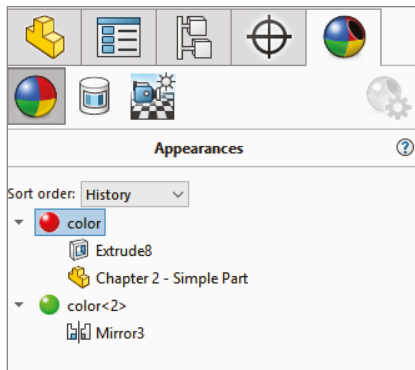 Appearances
?
Sort order: History
color
Extrude8
Chapter 2 - Simple Part
color<2>
Mirror3